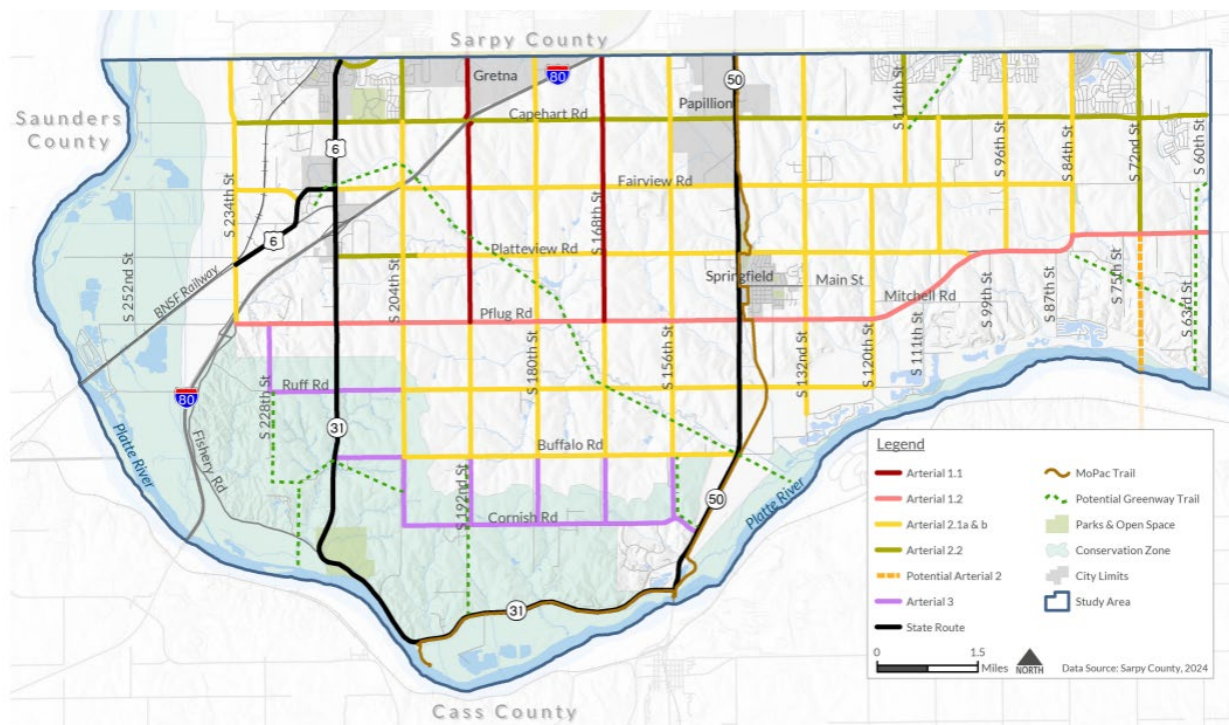 Sarpy County
Gretna
80
50
Papillion
Capehart Rd
S 114th St
Saunders
County
6
S 96th St
S 84th St
S 72nd St
S 60th St
S 234th St
Fairview Rd
S 168th St
6
Platteview Rd
S 252nd St
BNSF Railway
S 204th St
Springfield
Main St
Mitchell Rd
S 99th St
S 87th St
S 75th St
S 63rd St
Pflug Rd
S 180th St
S 156th St
S 132nd St
S 120th St
S 111th St
Ruff Rd
S 228th St
80
31
Platte River
Fishery Rd
Buffalo Rd
S 192nd St
50
Platte River
Cornish Rd
31
Cass County
Legend
Arterial 1.1
Arterial 1.2
Arterial 2.1a & b
Arterial 2.2
Potential Arterial 2
Arterial 3
State Route
MoPac Trail
Potential Greenway Trail
Parks & Open Space
Conservation Zone
City Limits
Study Area
0 1.5
Miles
NORTH
Data Source: Sarpy County, 2024